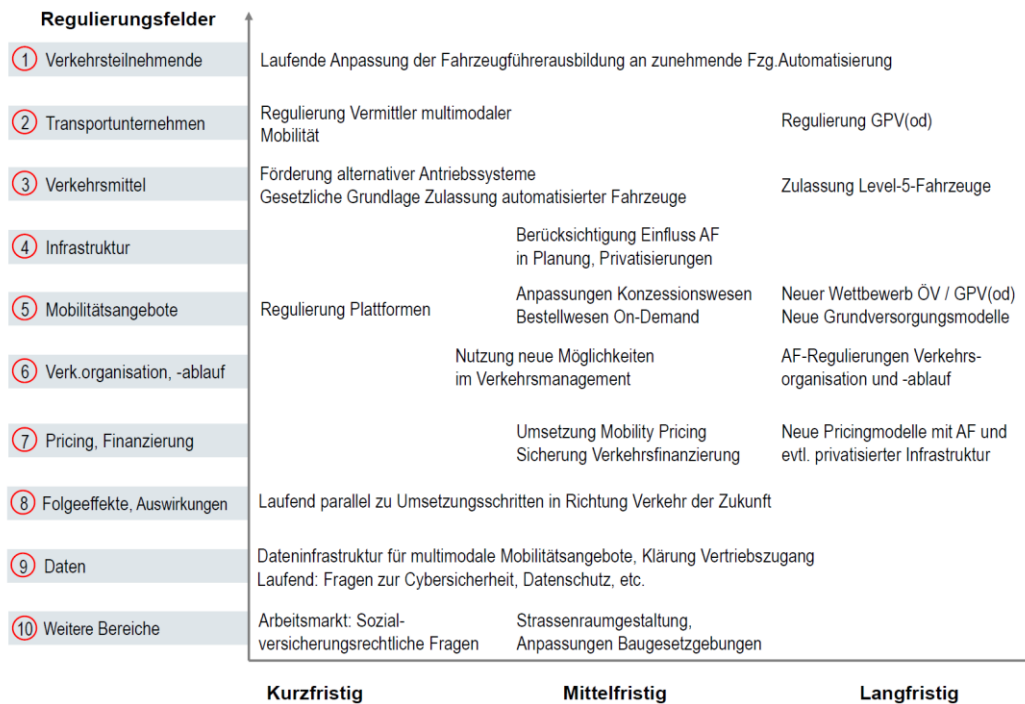 Regulierungsfelder
1 Verkehrsteilnehmende
Laufende Anpassung der Fahrzeugführerausbildung an zunehmende Fzg.Automatisierung
2 Transportunternehmen
Regulierung Vermittler multimodaler
Mobilität
Regulierung GPV(od)
3 Verkehrsmittel
Förderung alternativer Antriebssysteme
Gesetzliche Grundlage Zulassung automatisierter Fahrzeuge
Zulassung Level-5-Fahrzeuge
4 Infrastruktur
Berücksichtigung Einfluss AF
in Planung, Privatisierungen
5 Mobilitätsangebote
Regulierung Plattformen
Anpassungen Konzessionswesen
Bestellwesen On-Demand
Neuer Wettbewerb ÖV / GPV(od)
Neue Grundversorgungsmodelle
6 Verk.organisation, -ablauf
Nutzung neue Möglichkeiten
im Verkehrsmanagement
AF-Regulierungen Verkehrs-
organisation und -ablauf
7 Pricing, Finanzierung
Umsetzung Mobility Pricing
Sicherung Verkehrsfinanzierung
Neue Pricingmodelle mit AF und
evtl. privatisierter Infrastruktur
8 Folgeeffekte, Auswirkungen
Laufend parallel zu Umsetzungsschritten in Richtung Verkehr der Zukunft
9 Daten
Dateninfrastruktur für multimodale Mobilitätsangebote, Klärung Vertriebszugang
Laufend: Fragen zur Cybersicherheit, Datenschutz, etc.
10 Weitere Bereiche
Arbeitsmarkt: Sozial-
versicherungsrechtliche Fragen
Strassenraumgestaltung,
Anpassungen Baugesetzgebungen
Kurzfristig
Mittelfristig
Langfristig